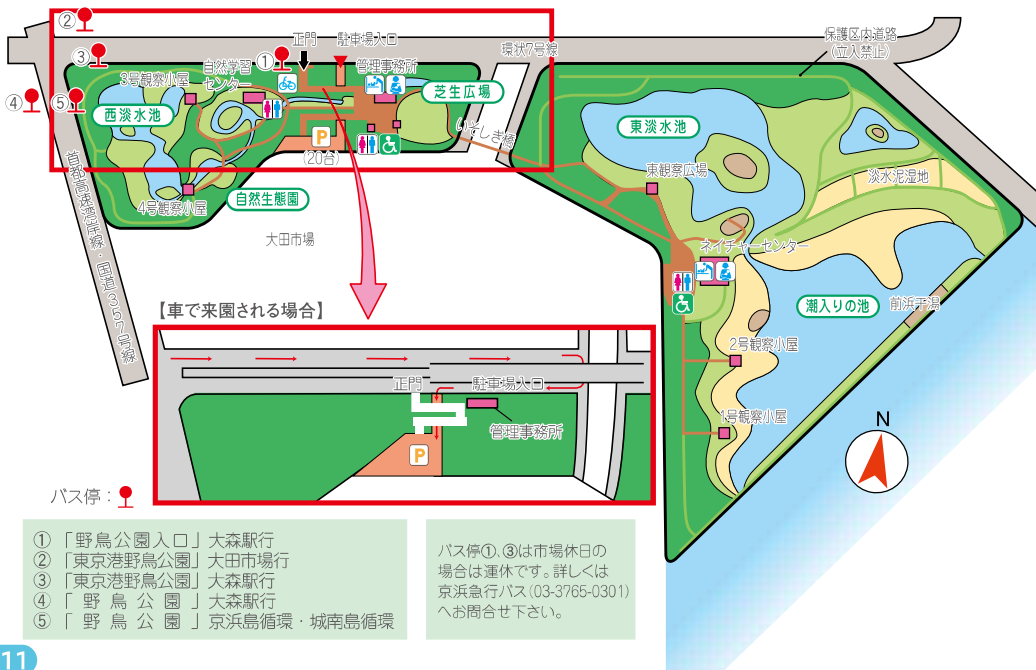 ②
③
④
⑤
①
正門
駐車場入口
環状7号線
保護区内道路
(立入禁止)
3号観察小屋
自然学習
センター
管理事務所
芝生広場
西淡水池
いそしぎ橋
東淡水池
P
(20台)
東観察広場
淡水泥湿地
4号観察小屋
自然生態園
首都高速湾岸線・国道357号線
大田市場
ネイチャーセンター
潮入りの池
前浜干潟
【車で来園される場合】
2号観察小屋
正門
駐車場入口
管理事務所
P
1号観察小屋
N
バス停：
① 「野鳥公園入口」大森駅行
② 「東京港野鳥公園」大田市場行
③ 「東京港野鳥公園」大森駅行
④ 「 野 鳥 公 園 」大森駅行
⑤ 「 野 鳥 公 園 」京浜島循環・城南島循環
バス停①、③は市場休日の
場合は運休です。詳しくは
京浜急行バス(03-3765-0301)
へお問合せ下さい。
11